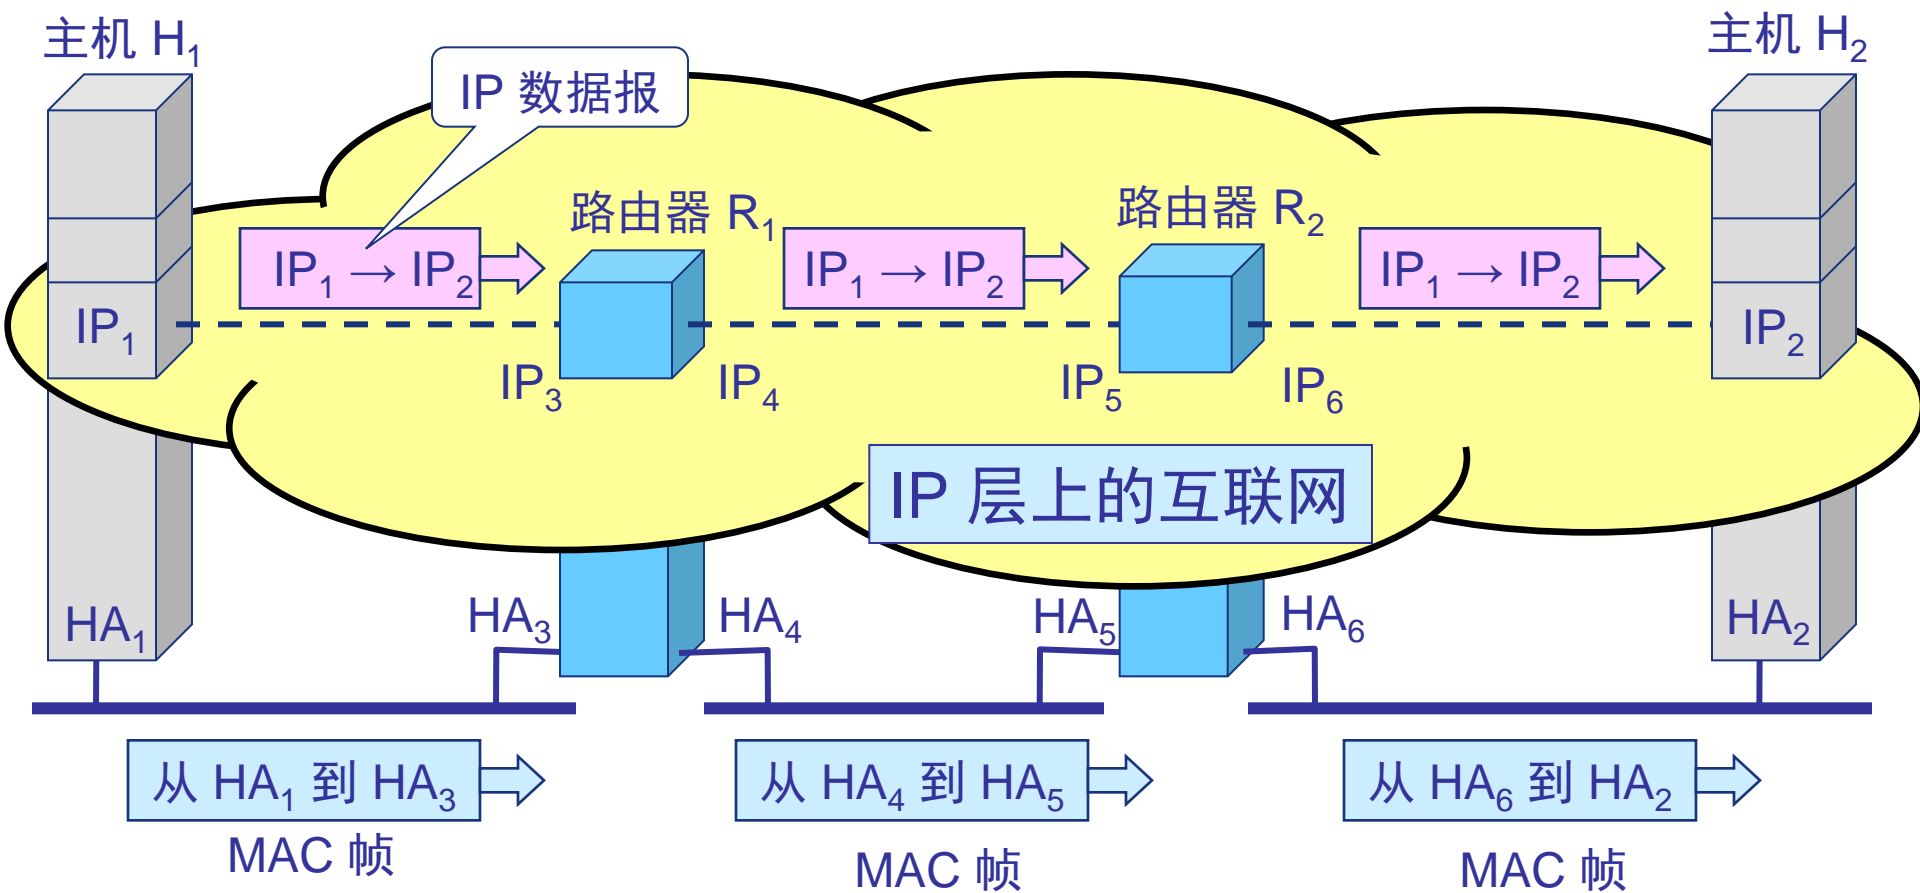 主机 H₁
主机 H₂
IP 数据报
路由器 R₁
路由器 R₂
IP₁ → IP₂
IP₁ → IP₂
IP₁ → IP₂
IP₁
IP₂
IP₃
IP₄
IP₅
IP₆
IP 层上的互联网
HA₁
HA₃
HA₄
HA₅
HA₆
HA₂
从 HA₁ 到 HA₃
从 HA₄ 到 HA₅
从 HA₆ 到 HA₂
MAC 帧
MAC 帧
MAC 帧